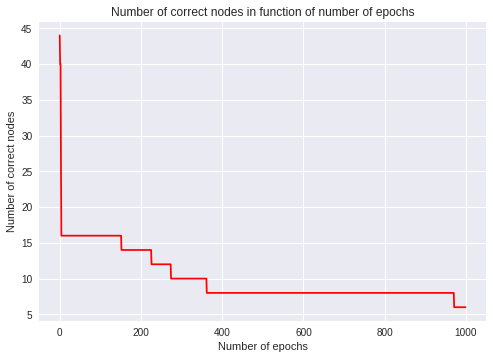 Number of correct nodes in function of number of epochs
45
40
35
30
25
20
15
10
5
Number of correct nodes
0 200 400 600 800 1000
Number of epochs